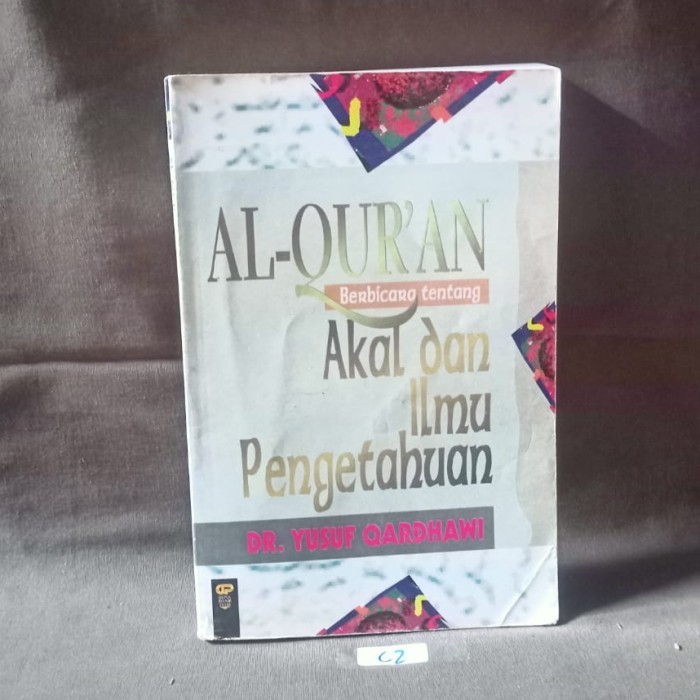 AL-QUR'AN
Berbicara tentang
Akal dan
Ilmu
Pengetahuan
DR. YUSUF QARDHAWI
C2